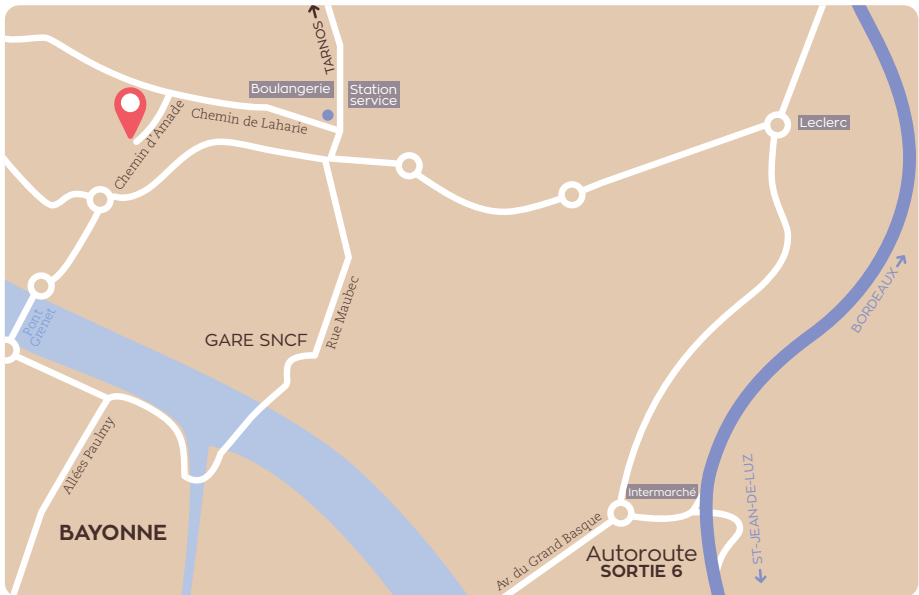 TARNOS
Boulangerie
Station
service
Chemin d'Amade
Chemin de Laharie
Leclerc
BORDEAUX
Pont
Grenet
GARE SNCF
Rue Maubec
Allées Paulmy
BAYONNE
Intermarché
ST-JEAN-DE-LUZ
Av. du Grand Basque
Autoroute
SORTIE 6